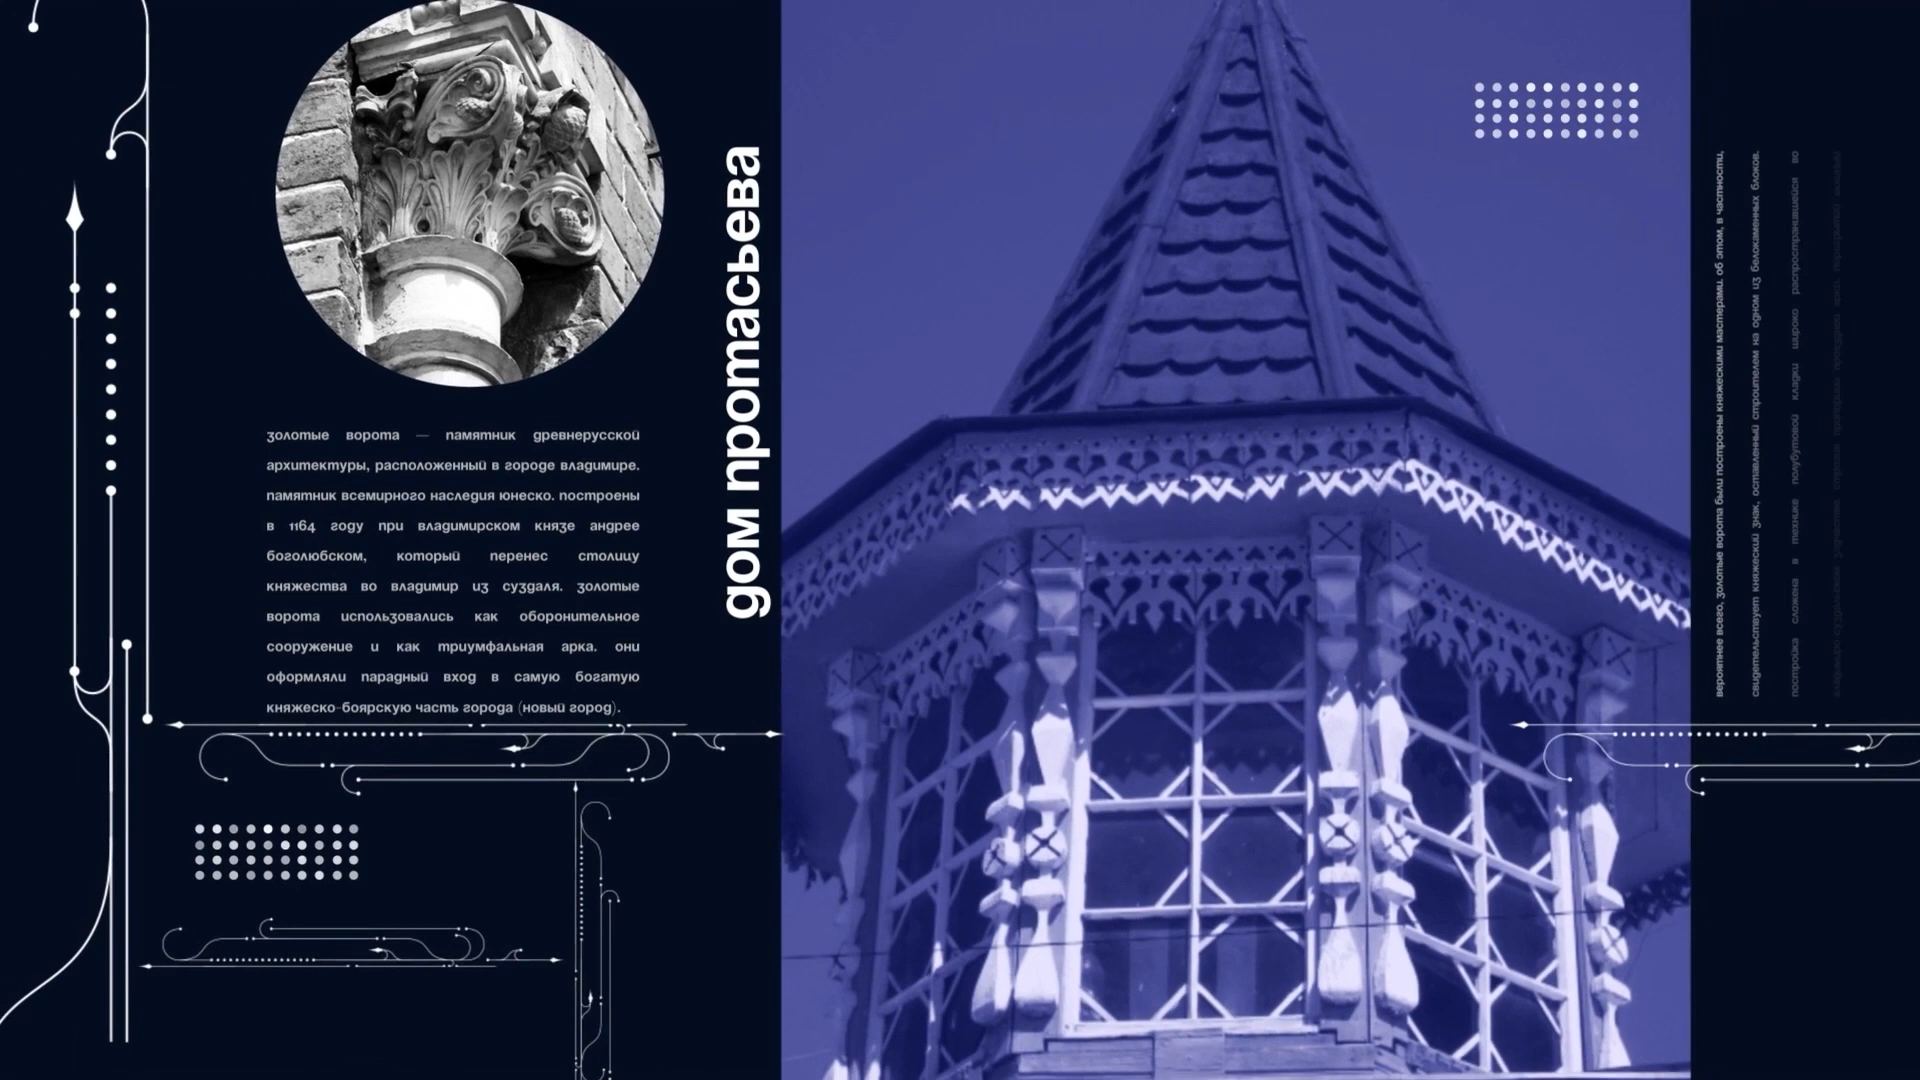 золотые ворота — памятник древнерусской
архитектуры, расположенный в городе владимире.
памятник всемирного наследия юнеско. построены
в 1164 году при владимирском князе андрее
боголюбском, который перенес столицу
княжества во владимир из суздаля. золотые
ворота использовались как оборонительное
сооружение и как триумфальная арка. они
оформляли парадный вход в самую богатую
княжеско-боярскую часть города (новый город).
дом протасьева
вероятнее всего, золотые ворота были построены княжескими мастерами. об этом, в частности,
свидетельствует княжеский знак, оставленный строителем на одном из белокаменных блоков.
постройка сложена в технике полубутовой кладки широко распространившейся во